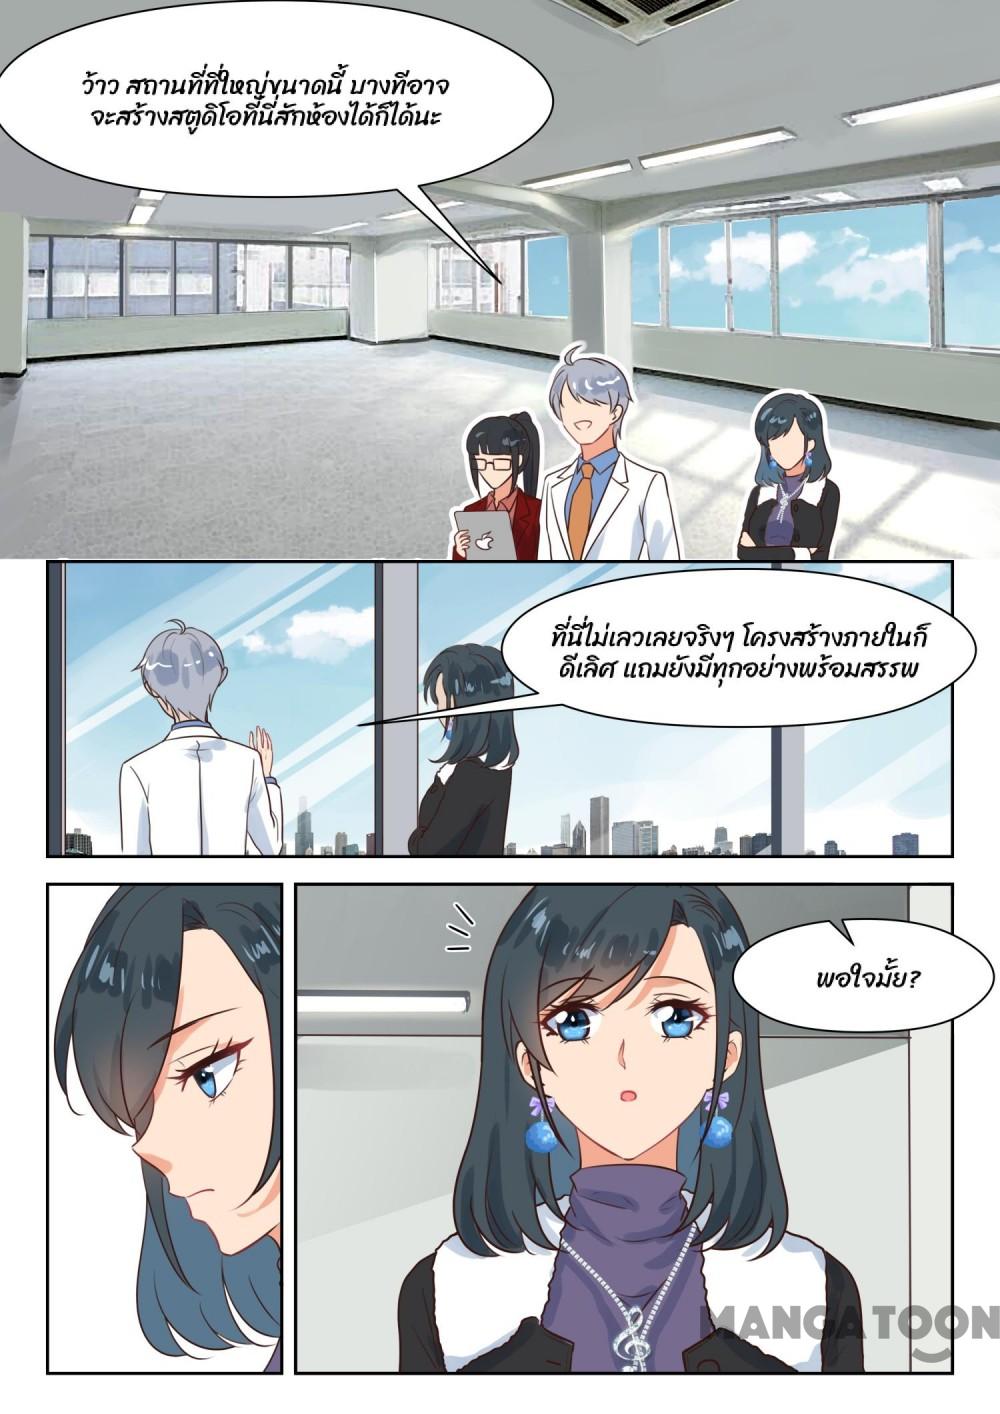 ว้าว สถานที่ที่ใหญ่ขนาดนี้ บางทีอาจ
จะสร้างสตูดิโอที่นี่สักห้องได้ก็ได้นะ
ที่นี่ไม่เลวเลยจริงๆ โครงสร้างภายในก็
ดีเลิศ แถมยังมีทุกอย่างพร้อมสรรพ
พอใจมั้ย?
MANGATOON